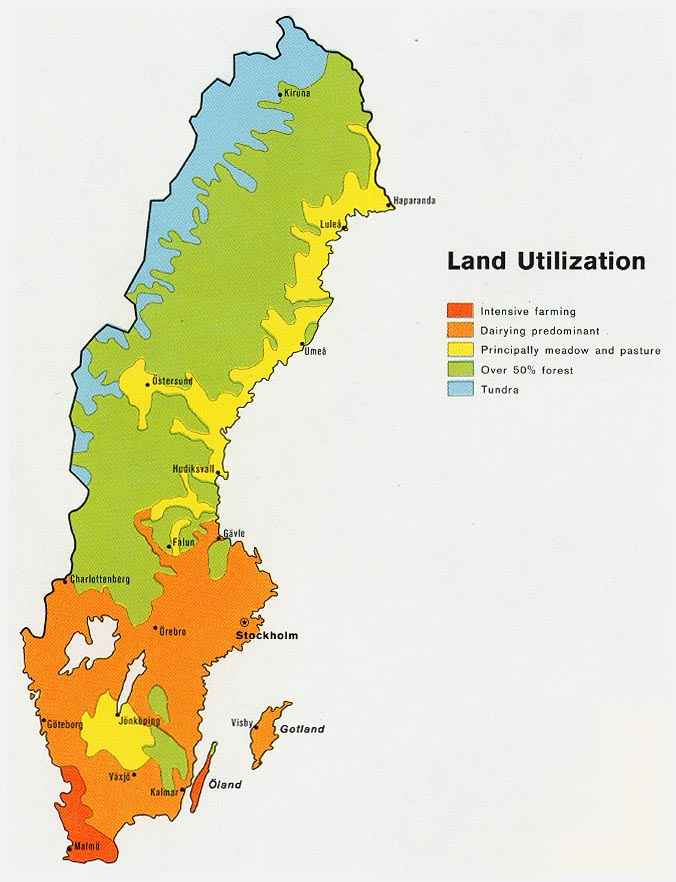 Kiruna
Haparanda
Luleå
Land Utilization
Intensive farming
Dairying predominant
Principally meadow and pasture
Over 50% forest
Tundra
Umeå
Östersund
Hudiksvall
Gävle
Falun
Charlottenberg
Örebro
Stockholm
Göteborg
Jönköping
Visby
Gotland
Växjö
Kalmar
Öland
Malmö